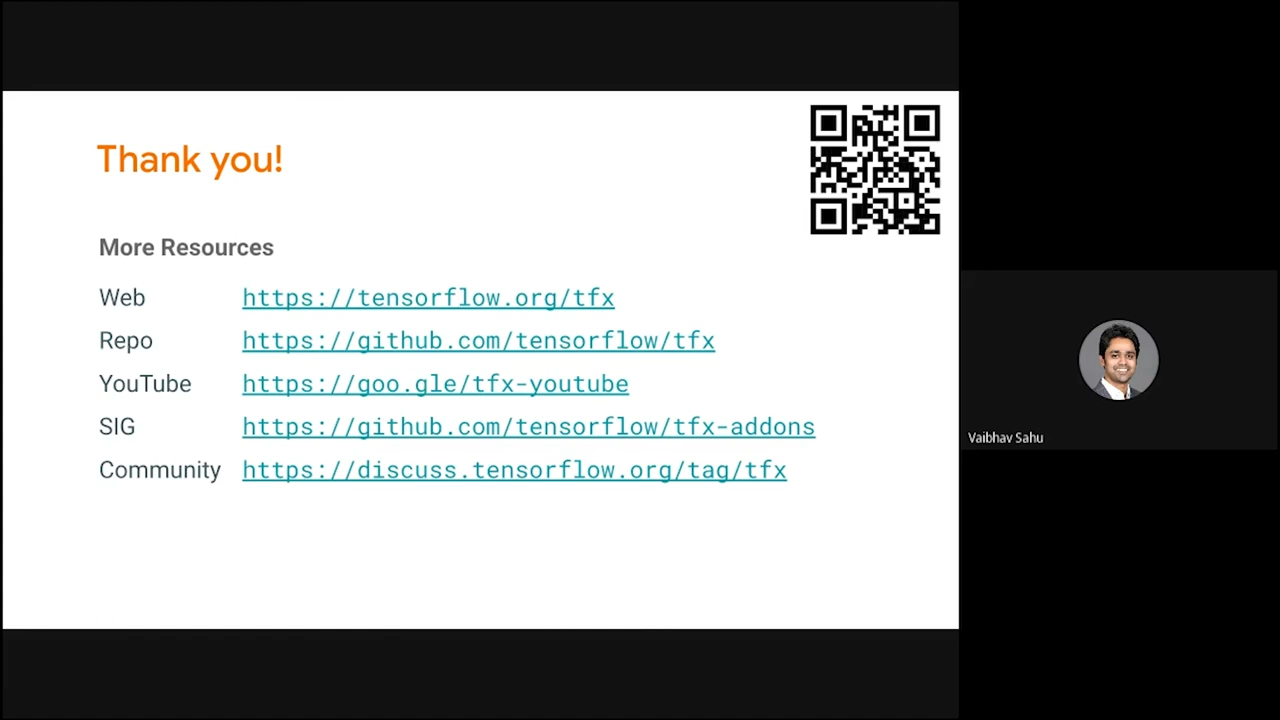 Thank you!
More Resources
Web https://tensorflow.org/tfx
Repo https://github.com/tensorflow/tfx
YouTube https://goo.gle/tfx-youtube
SIG https://github.com/tensorflow/tfx-addons
Community https://discuss.tensorflow.org/tag/tfx
Vaibhav Sahu